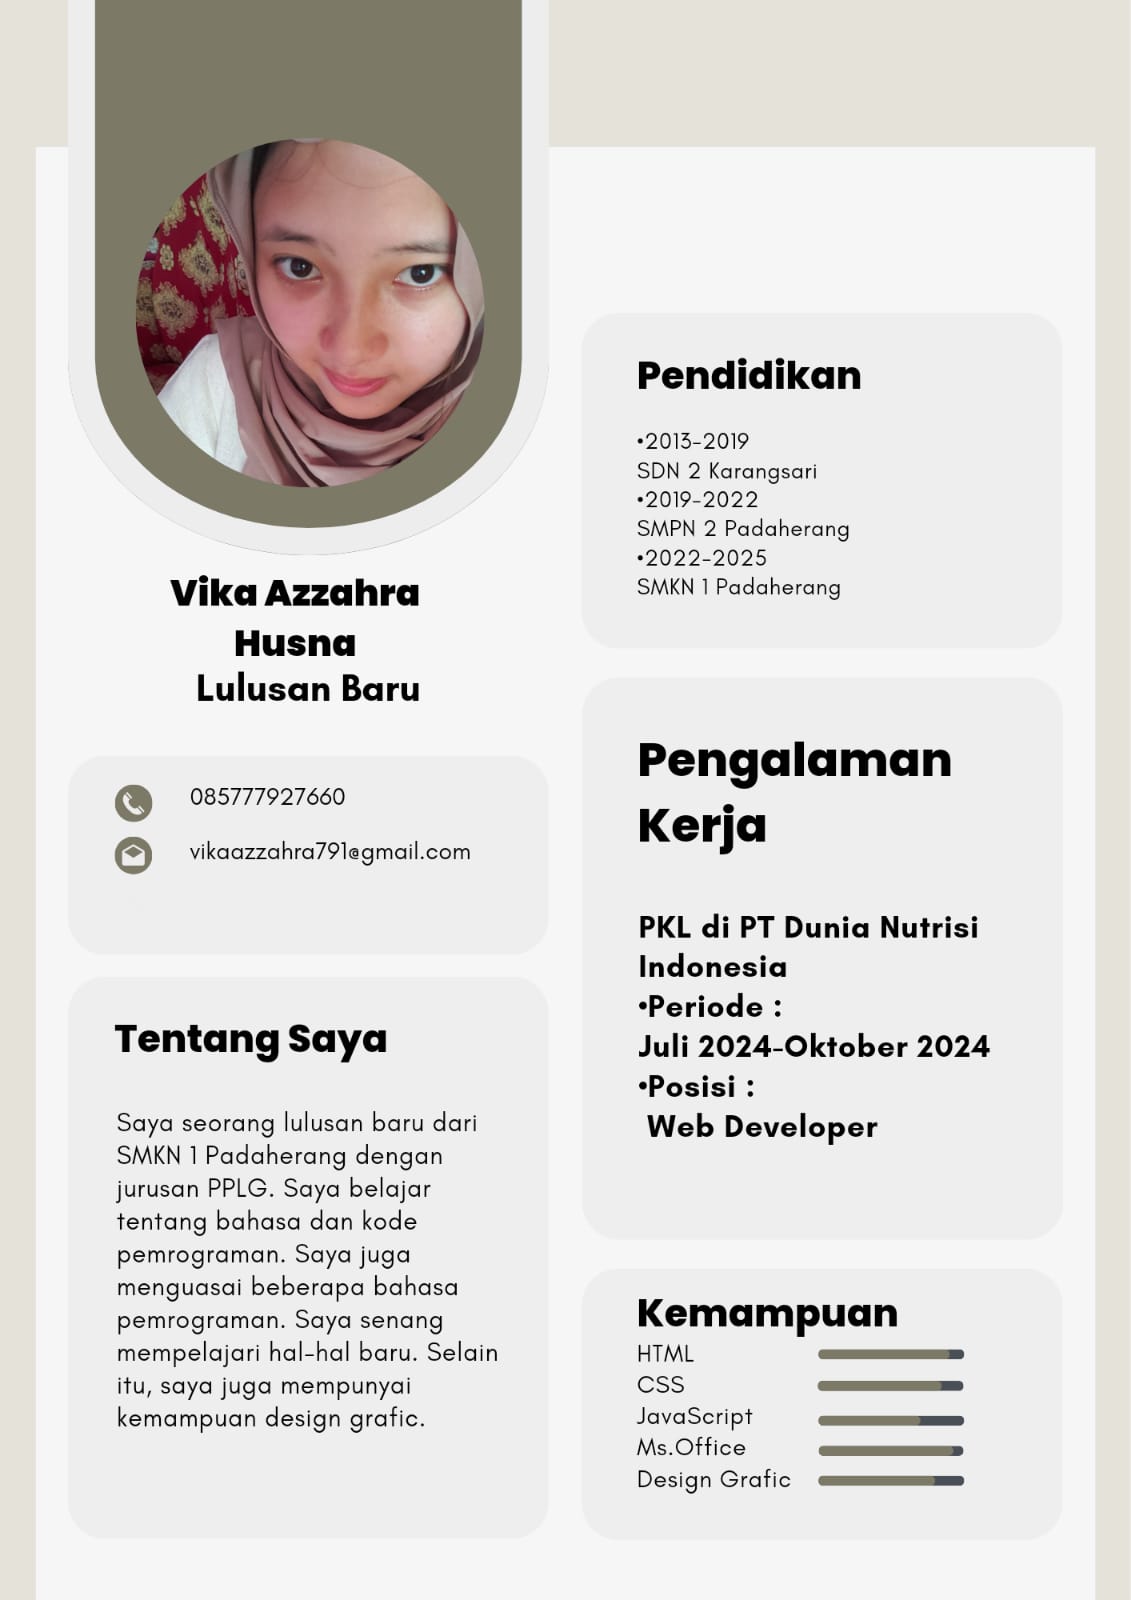 Vika Azzahra
Husna
Lulusan Baru
085777927660
vikaazzahra791@gmail.com
Tentang Saya
Saya seorang lulusan baru dari
SMKN 1 Padaherang dengan
jurusan PPLG. Saya belajar
tentang bahasa dan kode
pemrograman. Saya juga
menguasai beberapa bahasa
pemrograman. Saya senang
mempelajari hal-hal baru. Selain
itu, saya juga mempunyai
kemampuan design grafic.
Pendidikan
•2013-2019
SDN 2 Karangsari
•2019-2022
SMPN 2 Padaherang
•2022-2025
SMKN 1 Padaherang
Pengalaman
Kerja
PKL di PT Dunia Nutrisi
Indonesia
•Periode :
Juli 2024-Oktober 2024
•Posisi :
Web Developer
Kemampuan
HTML
CSS
JavaScript
Ms.Office
Design Grafic